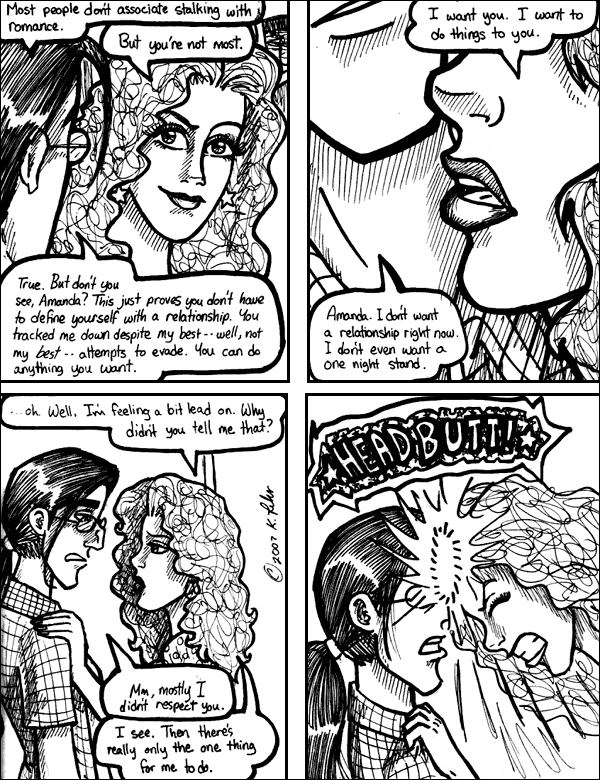 Most people don't associate stalking with
romance.
But you're not most.
True. But don't you
see, Amanda? This just proves you don't have
to define yourself with a relationship. You
tracked me down despite my best -- well, not
my best -- attempts to evade. You can do
anything you want.
I want you. I want to
do things to you.
Amanda. I don't want
a relationship right now.
I don't even want a
one night stand.
...oh. Well. I'm feeling a bit lead on. Why
didn't you tell me that?
Mm, mostly I
didn't respect you.
I see. Then there's
really only the one thing
for me to do.
© 2007 K.
HEADBUTT!